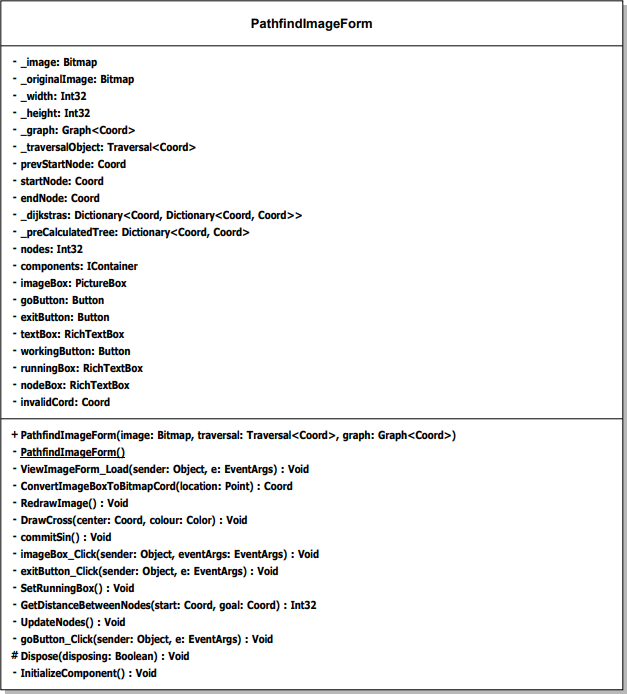 PathfindImageForm
- _image: Bitmap
- _originalImage: Bitmap
- _width: Int32
- _height: Int32
- _graph: Graph<Coord>
- _traversalObject: Traversal<Coord>
- prevStartNode: Coord
- startNode: Coord
- endNode: Coord
- _dijkstras: Dictionary<Coord, Dictionary<Coord, Coord>>
- _preCalculatedTree: Dictionary<Coord, Coord>
- nodes: Int32
- components: IContainer
- imageBox: PictureBox
- goButton: Button
- exitButton: Button
- textBox: RichTextBox
- workingButton: Button
- runningBox: RichTextBox
- nodeBox: RichTextBox
- invalidCord: Coord
+ PathfindImageForm(image: Bitmap, traversal: Traversal<Coord>, graph: Graph<Coord>)
- PathfindImageForm()
- ViewImageForm_Load(sender: Object, e: EventArgs) : Void
- ConvertImageBoxToBitmapCord(location: Point) : Coord
- RedrawImage() : Void
- DrawCross(center: Coord, colour: Color) : Void
- commitSin() : Void
- imageBox_Click(sender: Object, eventArgs: EventArgs) : Void
- exitButton_Click(sender: Object, e: EventArgs) : Void
- SetRunningBox() : Void
- GetDistanceBetweenNodes(start: Coord, goal: Coord) : Int32
- UpdateNodes() : Void
- goButton_Click(sender: Object, e: EventArgs) : Void
# Dispose(disposing: Boolean) : Void
- InitializeComponent() : Void